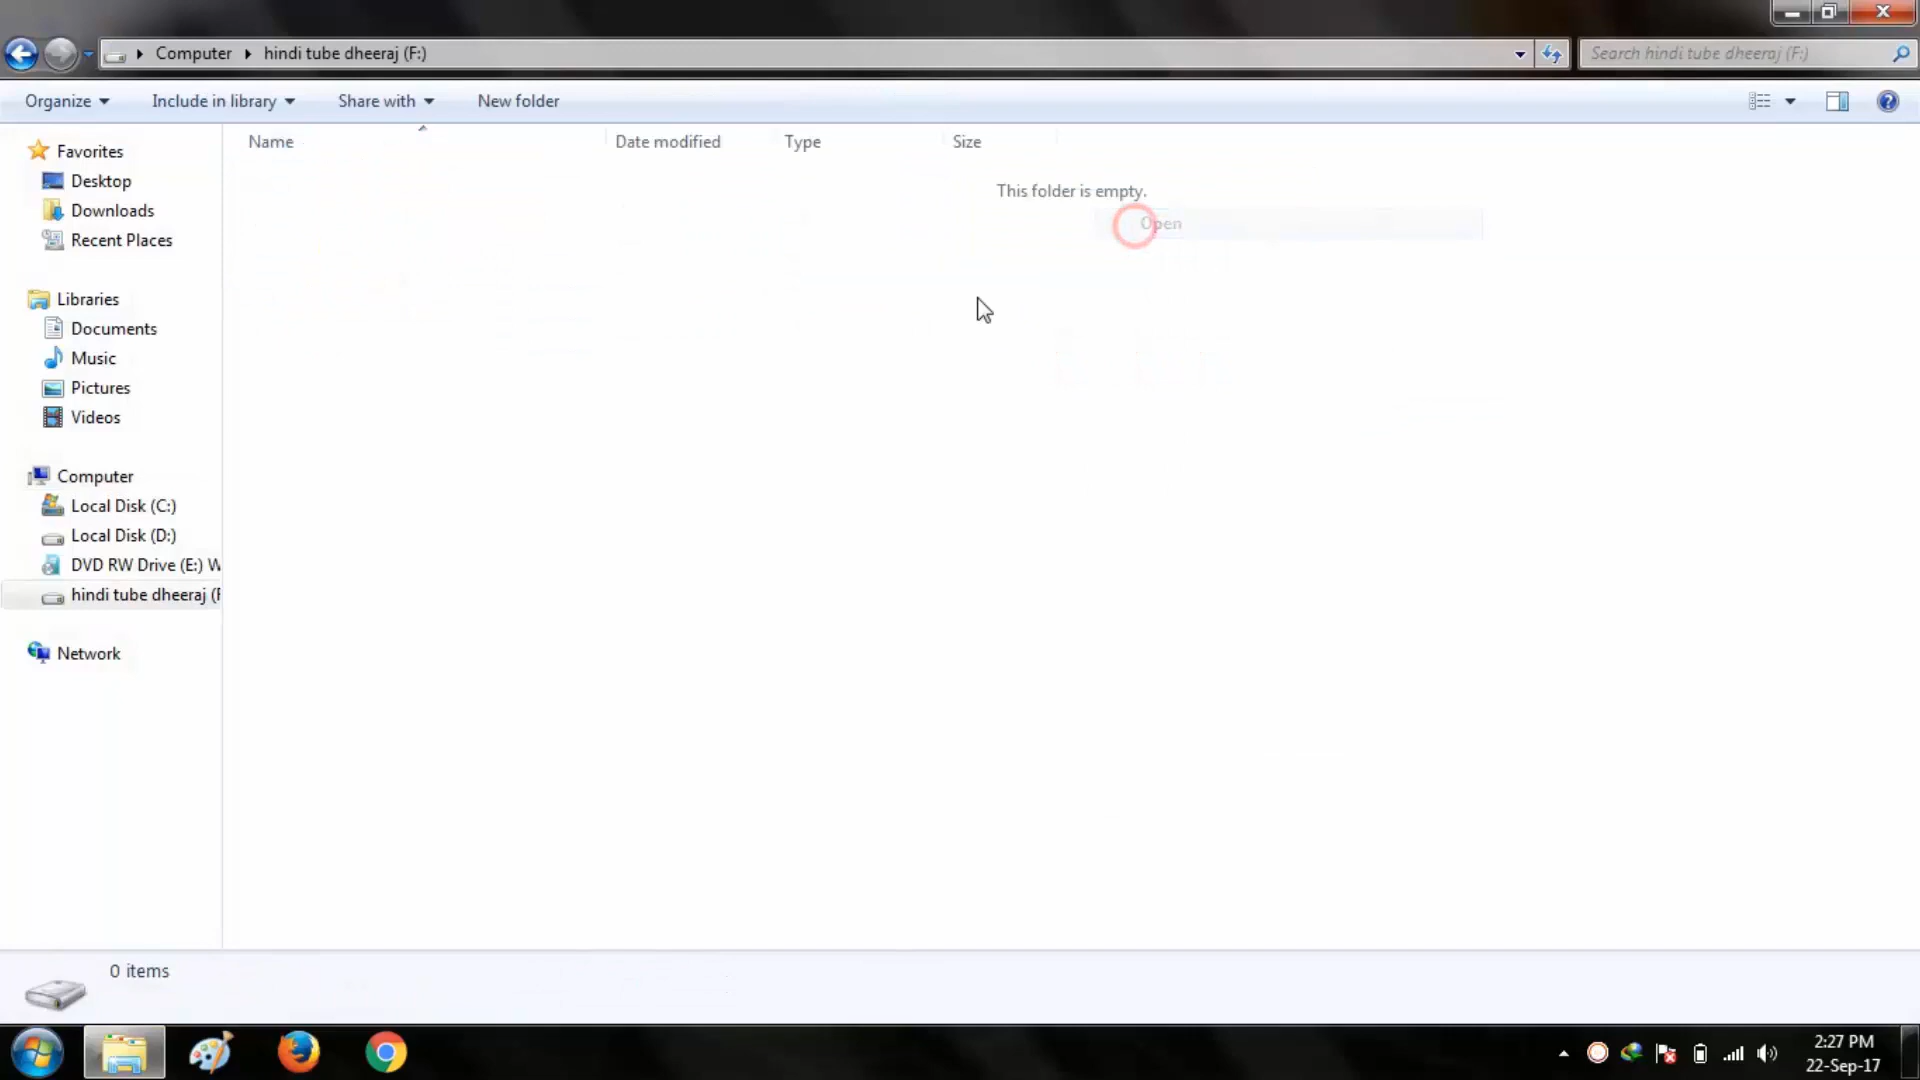 Computer hindi tube dheeraj (F:)
Search hindi tube dheeraj (F:)
Organize Include in library Share with New folder
Name Date modified Type Size
Favorites
Desktop
Downloads
Recent Places
Libraries
Documents
Music
Pictures
Videos
Computer
Local Disk (C:)
Local Disk (D:)
DVD RW Drive (E:) W
hindi tube dheeraj (F
Network
This folder is empty.
Open
0 items
2:27 PM
22-Sep-17